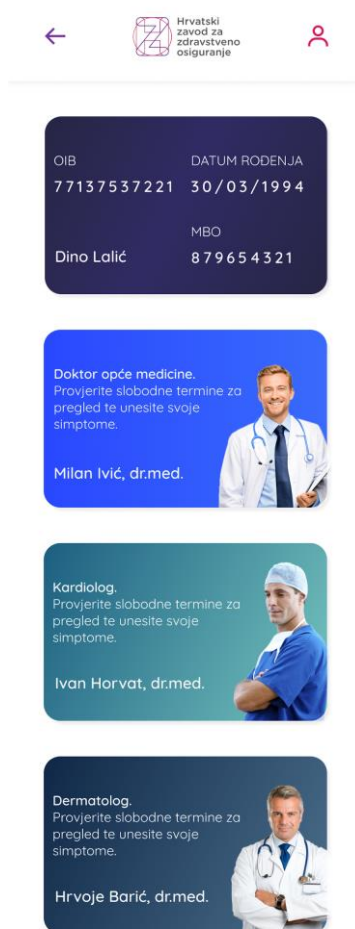 Hrvatski
zavod za
zdravstveno
osiguranje
OIB
DATUM ROĐENJA
77137537221
30/03/1994
MBO
Dino Lalić
879654321
Doktor opće medicine.
Provjerite slobodne termine za
pregled te unesite svoje
simptome.
Milan Ivić, dr.med.
Kardiolog.
Provjerite slobodne termine za
pregled te unesite svoje
simptome.
Ivan Horvat, dr.med.
Dermatolog.
Provjerite slobodne termine za
pregled te unesite svoje
simptome.
Hrvoje Barić, dr.med.